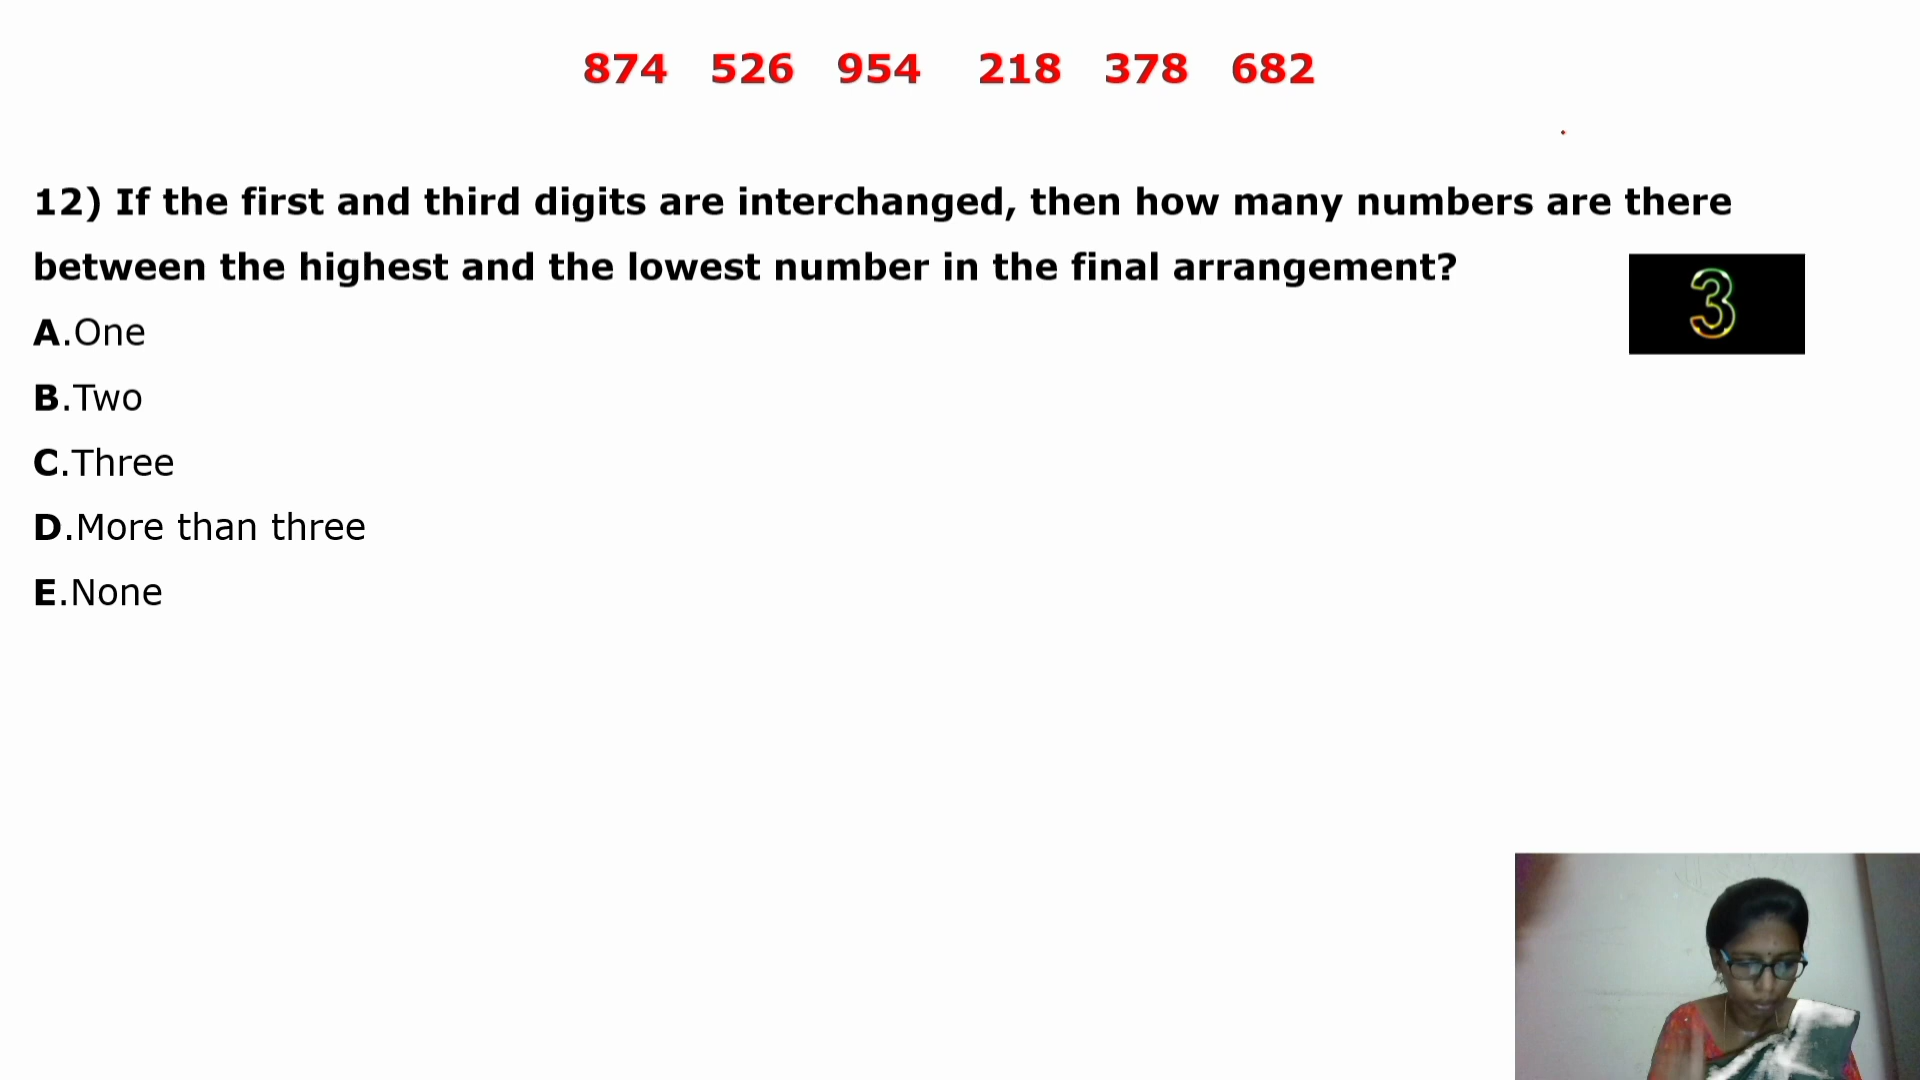 874 526 954 218 378 682
12) If the first and third digits are interchanged, then how many numbers are there
between the highest and the lowest number in the final arrangement?
3
A.One
B.Two
C.Three
D.More than three
E.None